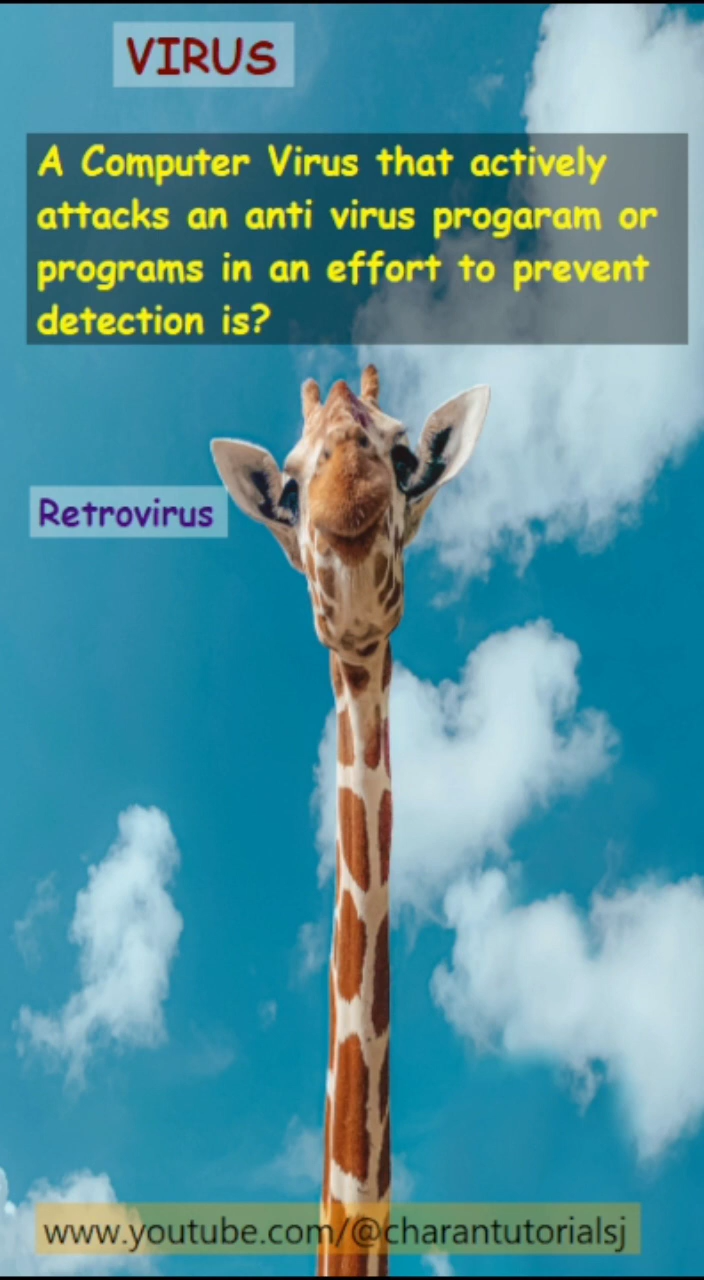 VIRUS
A Computer Virus that actively
attacks an anti virus progaram or
programs in an effort to prevent
detection is?
Retrovirus
www.youtube.com/@charantutorialsj